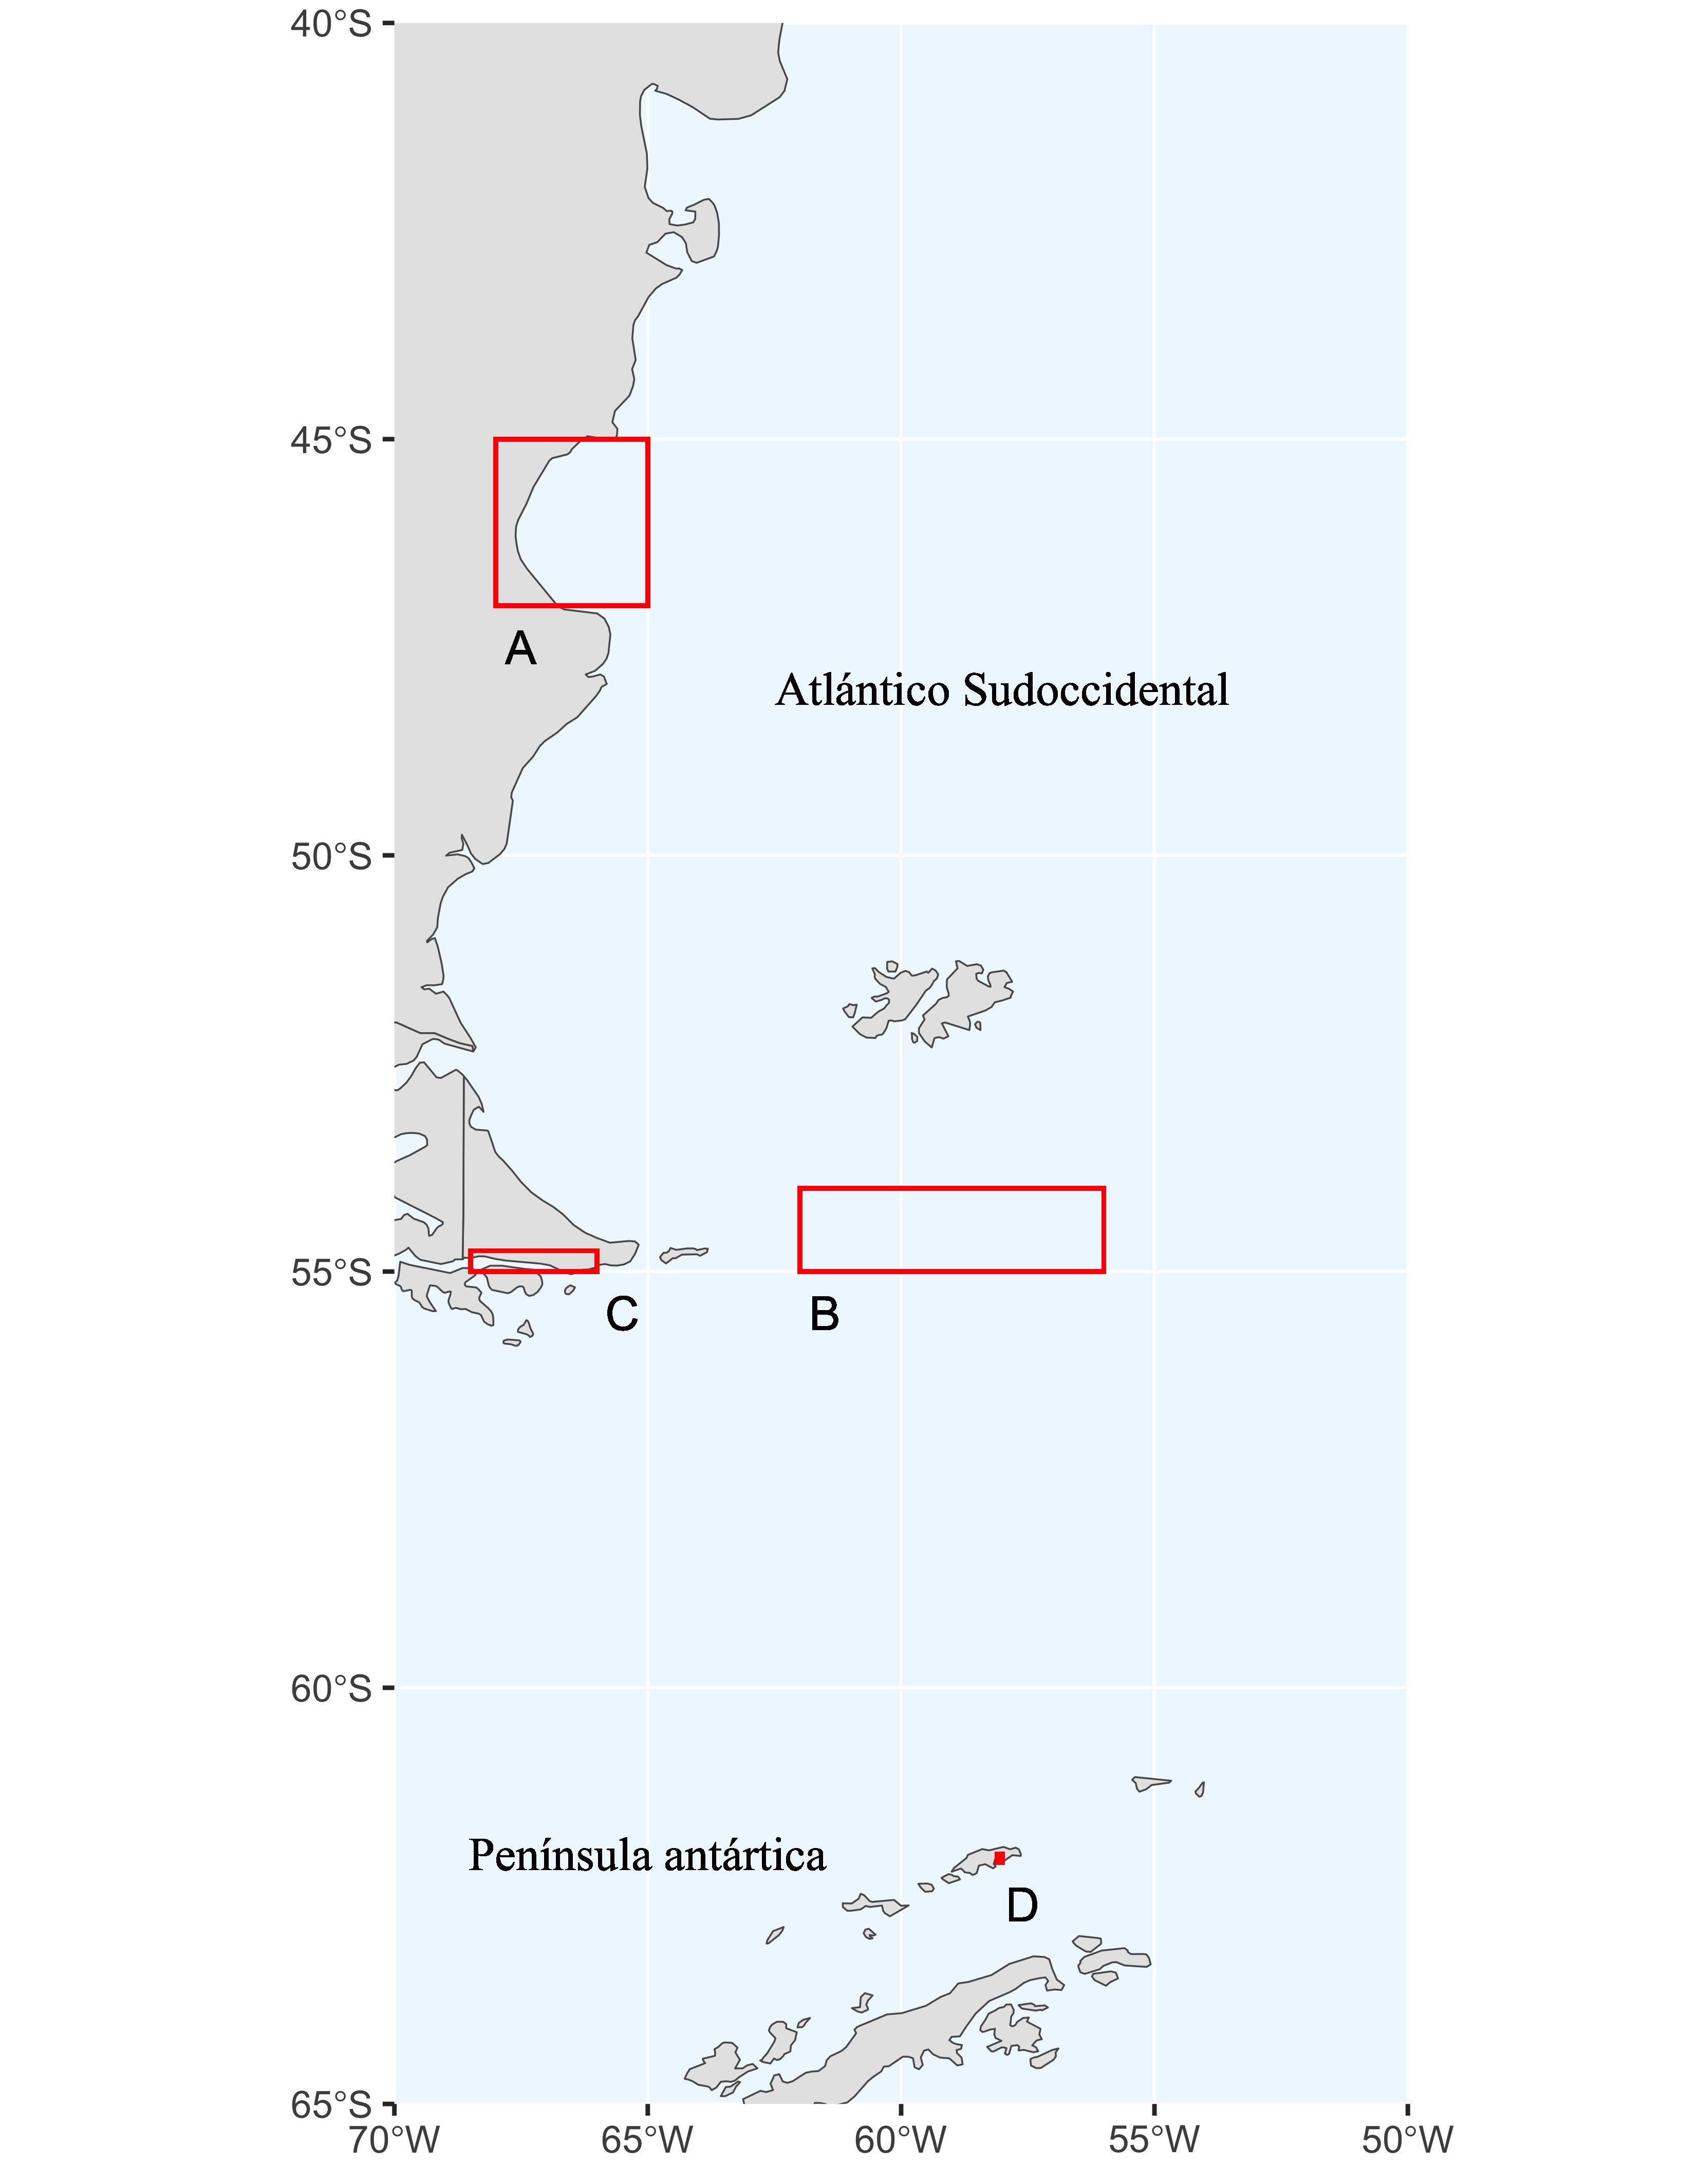 40°S
45°S
A
Atlántico Sudoccidental
50°S
55°S
C
B
60°S
Península antártica
D
65°S
70°W
65°W
60°W
55°W
50°W